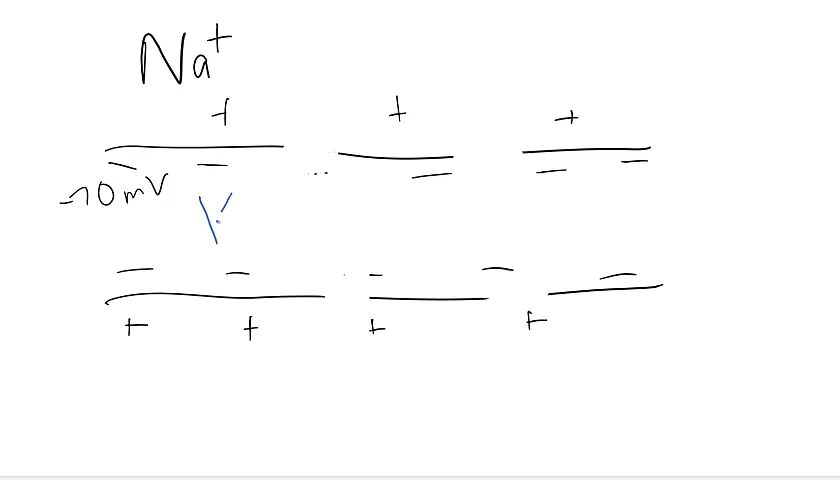 Na+
+ + +
- - ... - - -
-70mV
- - - - -
+ + + +